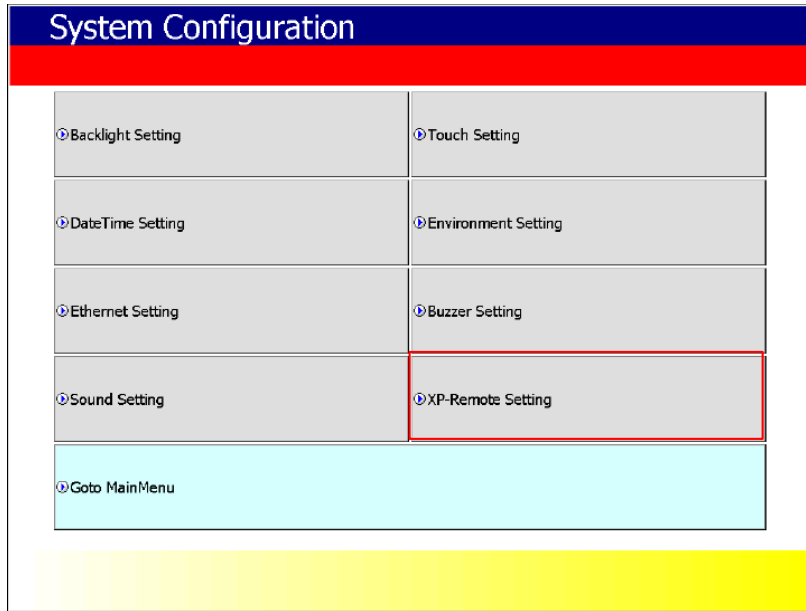 System Configuration
Backlight Setting
Touch Setting
DateTime Setting
Environment Setting
Ethernet Setting
Buzzer Setting
Sound Setting
XP-Remote Setting
Goto MainMenu